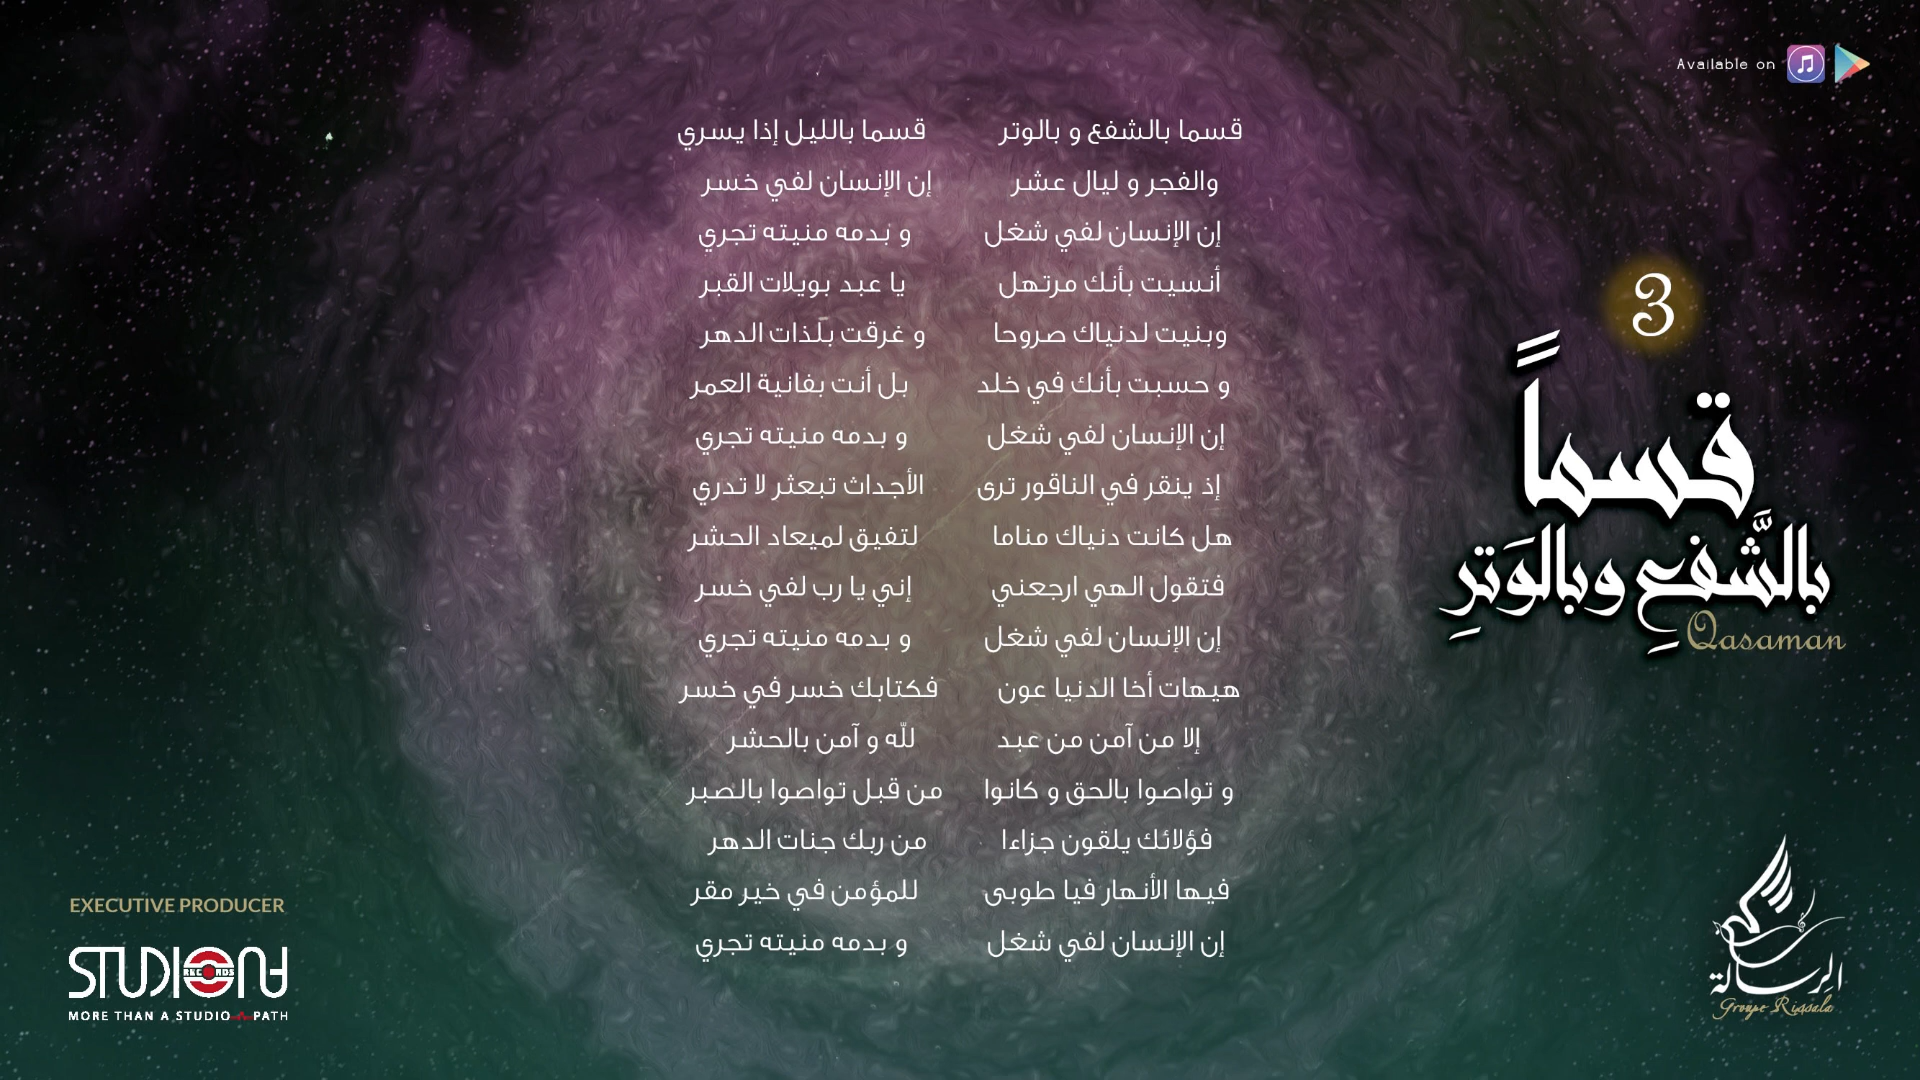 Available on
قسما بالشفع و بالوتر قسما بالليل إذا يسري
والفجر و ليال عشر إن الإنسان لفي خسر
إن الإنسان لفي شغل و بدمه منيته تجري
أنسيت بأنك مرتهل يا عبد بويلات القبر
وبنيت لدنياك صروحا و غرقت بلذات الدهر
و حسبت بأنك في خلد بل أنت بفانية العمر
إن الإنسان لفي شغل و بدمه منيته تجري
إذ ينقر في الناقور ترى الأجداث تبعثر لا تدري
هل كانت دنياك مناما لتفيق لميعاد الحشر
فتقول الهي ارجعني إني يا رب لفي خسر
إن الإنسان لفي شغل و بدمه منيته تجري
هيهات أخا الدنيا عون فكتابك خسر في خسر
إلا من آمن من عبد للّه و آمن بالحشر
و تواصوا بالحق و كانوا من قبل تواصوا بالصبر
فؤلائك يلقون جزاءا من ربك جنات الدهر
فيها الأنهار فيا طوبى للمؤمن في خير مقر
إن الإنسان لفي شغل و بدمه منيته تجري
3
قسماً
بالشَّفعِ وبالوَترِ
Qasaman
EXECUTIVE PRODUCER
STUDIO
RECORDS
MORE THAN A STUDIO PATH
الرسالة
Groupe Rissala